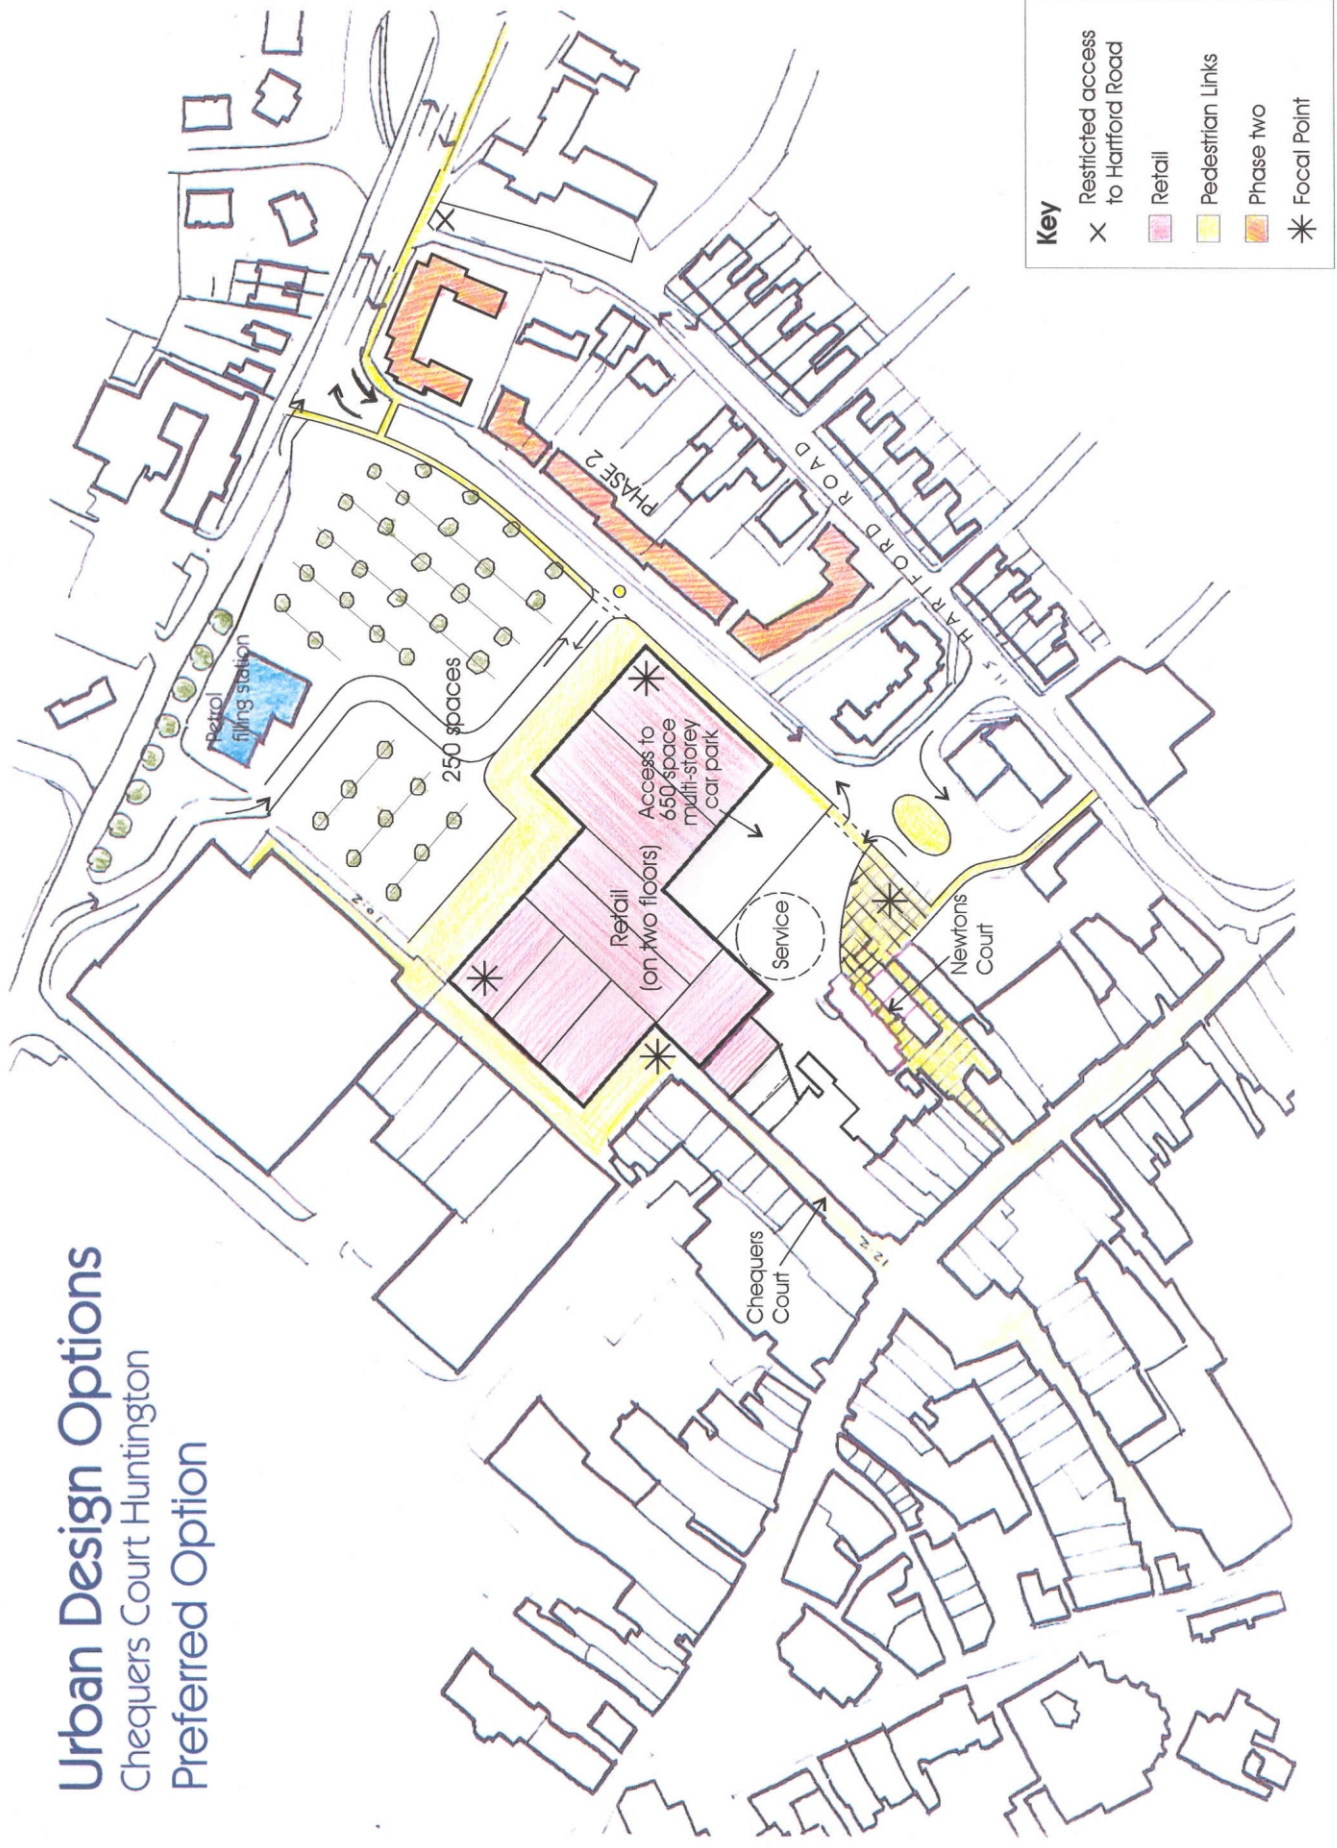 Urban Design Options
Chequers Court Huntington
Preferred Option
Petrol
filling station
250 spaces
Access to
650 space
multi-storey
car park
Retail
(on two floors)
Service
Newtons
Court
Chequers
Court
PHASE 2
HARTFORD ROAD
Key
Restricted access
to Hartford Road
Retail
Pedestrian Links
Phase two
Focal Point